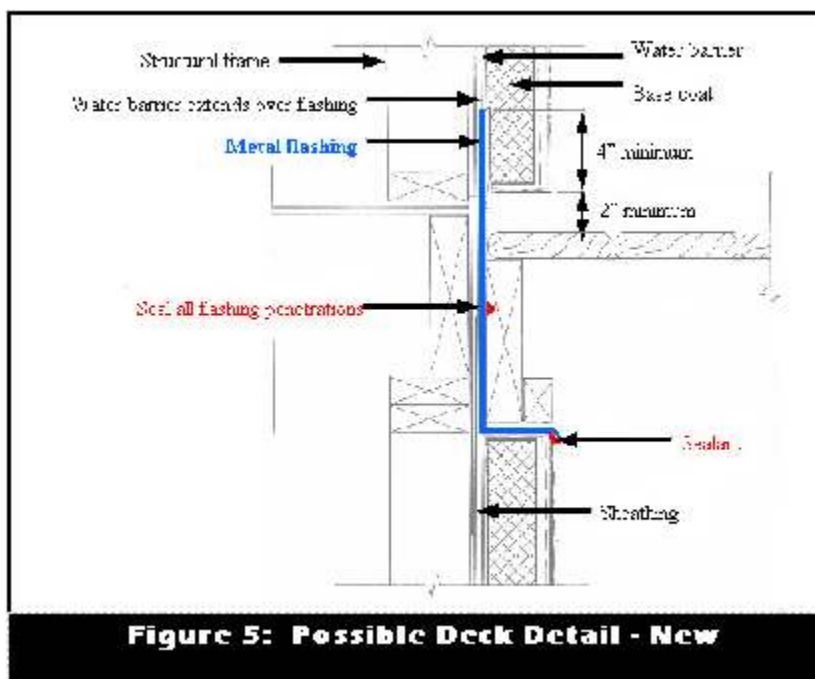 Structural frame
Water barrier
Water barrier extends over flashing
Base coat
Metal flashing
4" minimum
2" minimum
Seal all flashing penetrations
Sealant
Sheathing
Figure 5: Possible Deck Detail - New